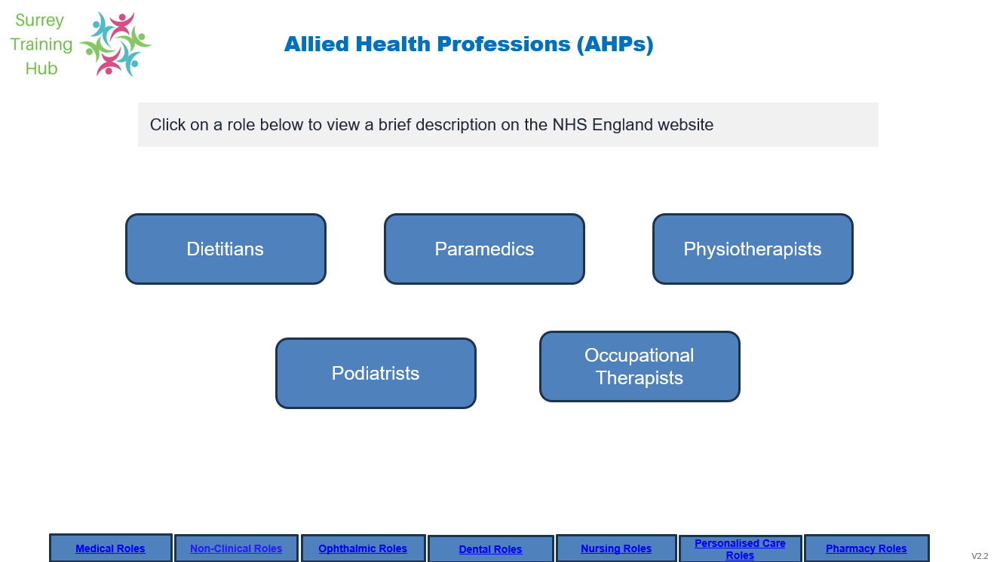 Surrey
Training
Hub
Allied Health Professions (AHPs)
Click on a role below to view a brief description on the NHS England website
Dietitians
Paramedics
Physiotherapists
Podiatrists
Occupational
Therapists
Medical Roles
Non-Clinical Roles
Ophthalmic Roles
Dental Roles
Nursing Roles
Personalised Care
Roles
Pharmacy Roles
V2.2